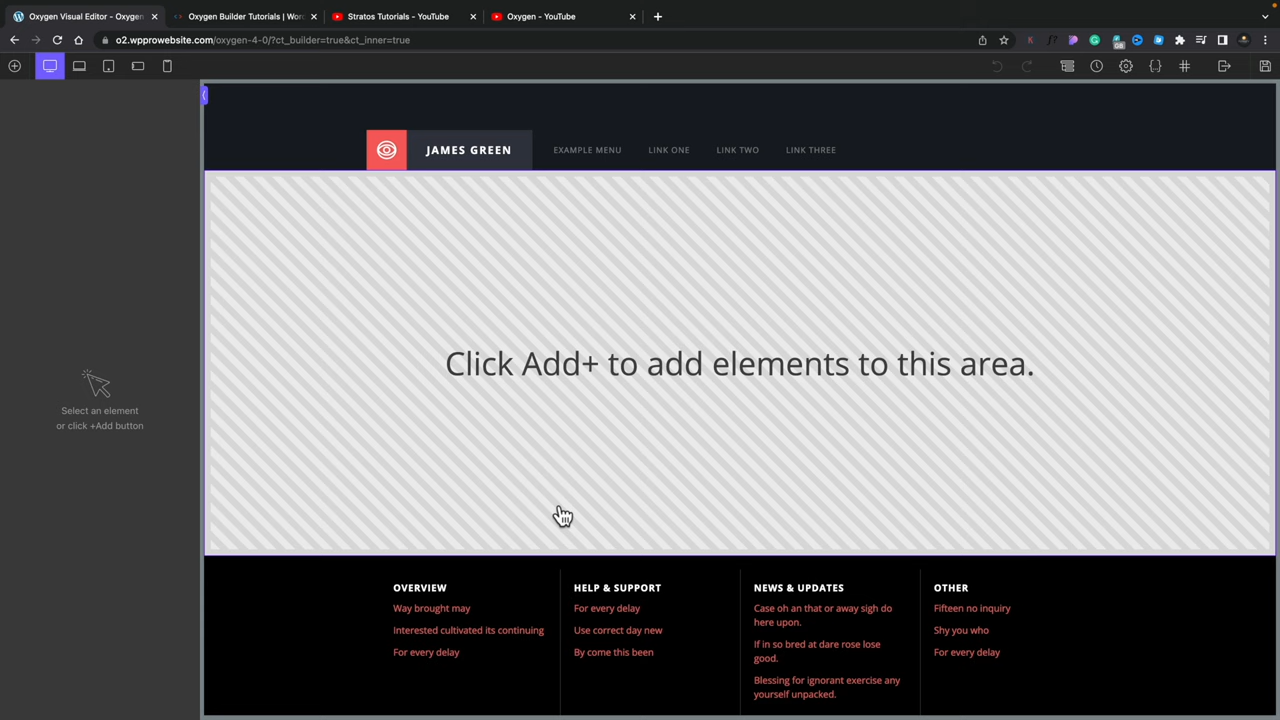 Oxygen Visual Editor - Oxygen
Oxygen Builder Tutorials | Wor
Stratos Tutorials - YouTube
Oxygen - YouTube
o2.wpprowebsite.com/oxygen-4-0/?ct_builder=true&ct_inner=true
JAMES GREEN
EXAMPLE MENU
LINK ONE
LINK TWO
LINK THREE
Click Add+ to add elements to this area.
Select an element
or click +Add button
OVERVIEW
Way brought may
Interested cultivated its continuing
For every delay
HELP & SUPPORT
For every delay
Use correct day new
By come this been
NEWS & UPDATES
Case oh an that or away sigh do
here upon.
If in so bred at dare rose lose
good.
Blessing for ignorant exercise any
yourself unpacked.
OTHER
Fifteen no inquiry
Shy you who
For every delay